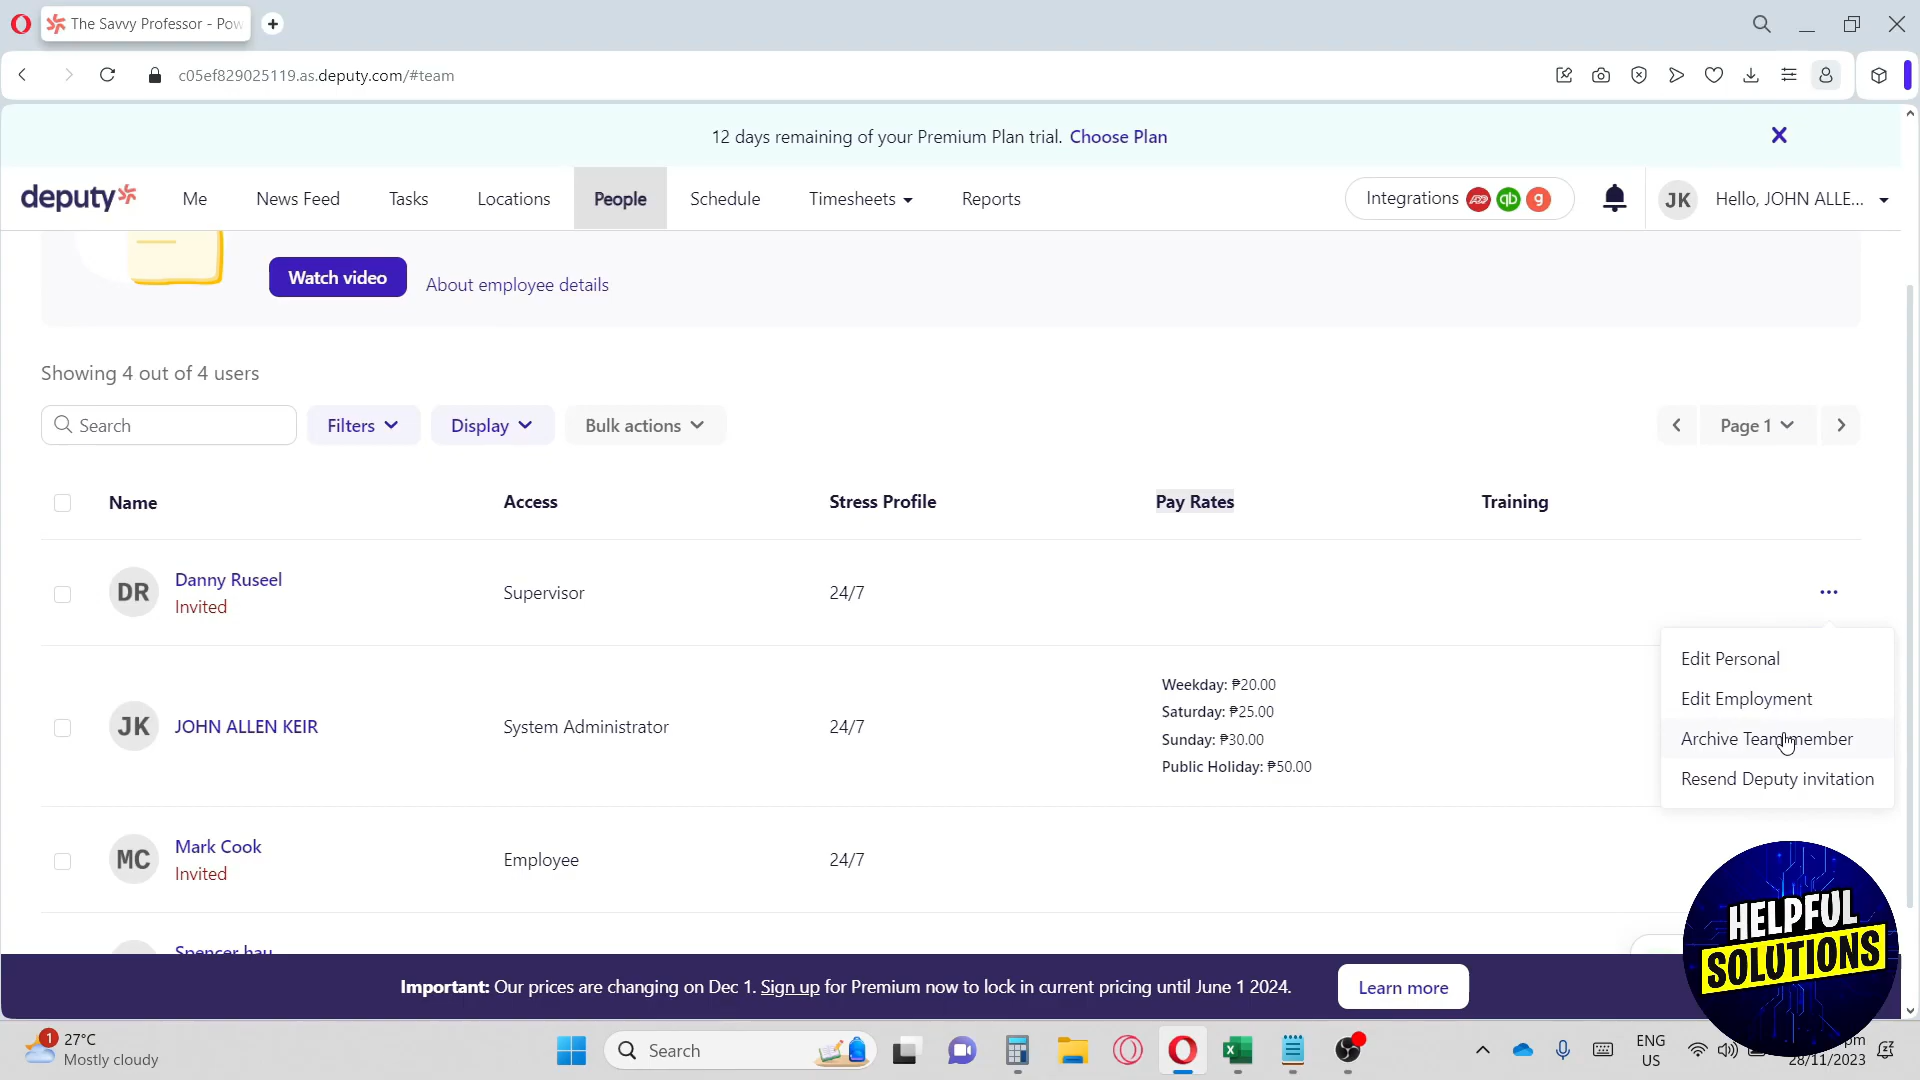 The Savvy Professor - Pow
c05ef829025119.as.deputy.com/#team
12 days remaining of your Premium Plan trial. Choose Plan
deputy Me News Feed Tasks Locations People Schedule Timesheets Reports Integrations ADP qb g JK Hello, JOHN ALLE...
Watch video About employee details
Showing 4 out of 4 users
Search Filters Display Bulk actions Page 1
Name Access Stress Profile Pay Rates Training
DR Danny Ruseel Supervisor 24/7 ...
Invited
Edit Personal
Edit Employment
Archive Team member
Resend Deputy invitation
JK JOHN ALLEN KEIR System Administrator 24/7
Weekday: ₱20.00
Saturday: ₱25.00
Sunday: ₱30.00
Public Holiday: ₱50.00
MC Mark Cook Employee 24/7
Invited
Spencer hau
Important: Our prices are changing on Dec 1. Sign up for Premium now to lock in current pricing until June 1 2024. Learn more
HELPFUL
SOLUTIONS
1 27°C
Mostly cloudy
Search
ENG
US
pm
28/11/2023